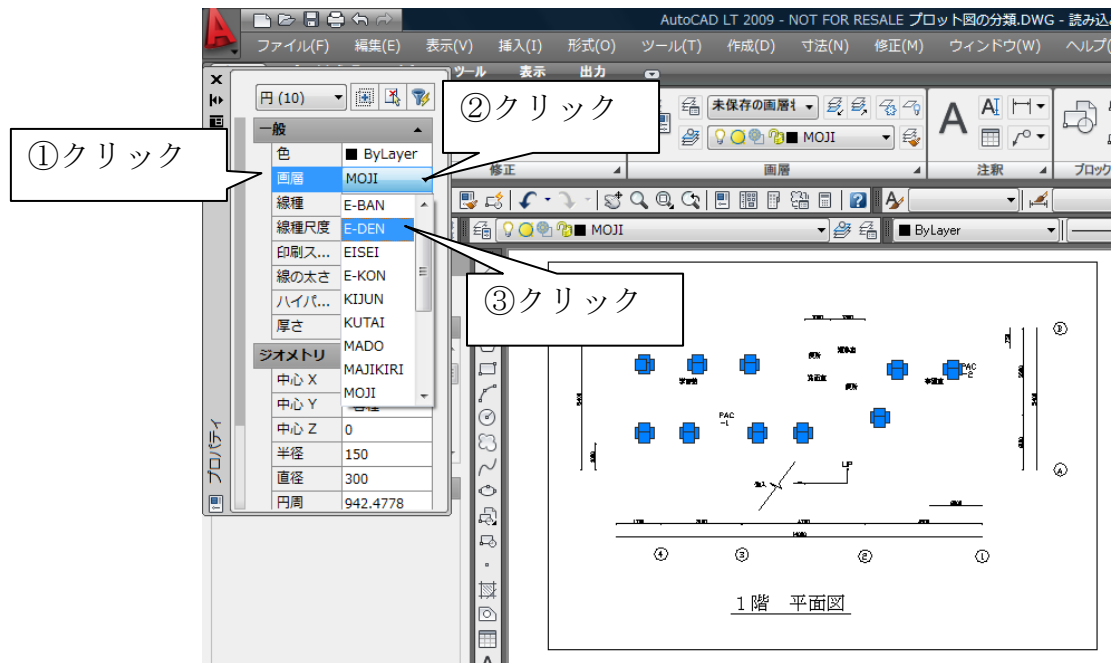 AutoCAD LT 2009 - NOT FOR RESALE プロット図の分類.DWG - 読み込
ファイル(F) 編集(E) 表示(V) 挿入(I) 形式(O) ツール(T) 作成(D) 寸法(N) 修正(M) ウィンドウ(W) ヘルプ(
ツール 表示 出力
円 (10)
②クリック
未保存の画層
MOJI
修正 画層 注釈 ブロック
①クリック
一般
色 ByLayer
画層 MOJI
線種
線種尺度
印刷ス...
線の太さ
ハイパ...
厚さ
E-BAN
E-DEN
EISEI
E-KON
KIJUN
KUTAI
MADO
MAJIKIRI
MOJI
MOJI ByLayer
③クリック
ジオメトリ
中心 X
中心 Y
中心 Z 0
半径 150
直径 300
円周 942.4778
プロパティ
PAC
-1
PAC
-2
UP
④ ③ ② ①
A
1階 平面図